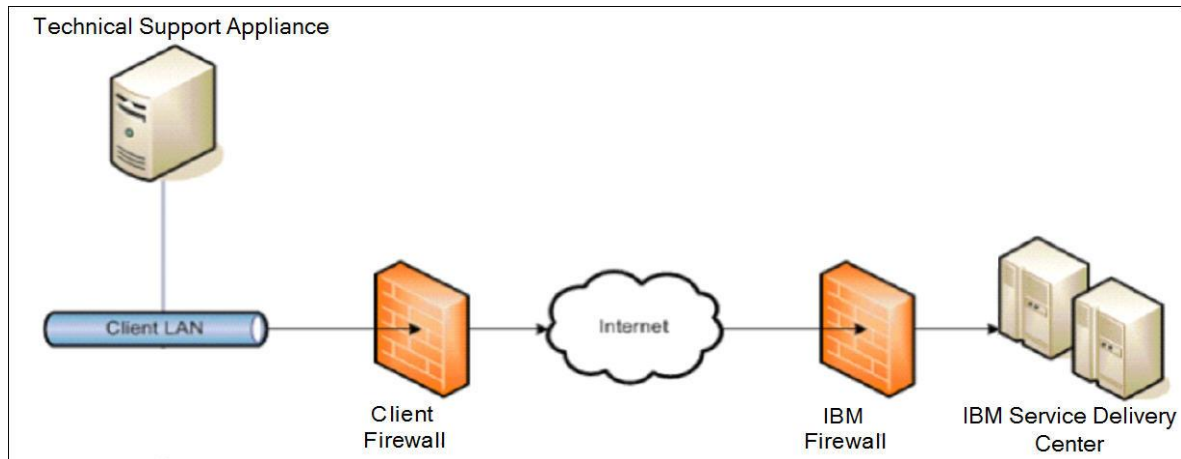 Technical Support Appliance
Client LAN
Internet
Client
Firewall
IBM
Firewall
IBM Service Delivery
Center